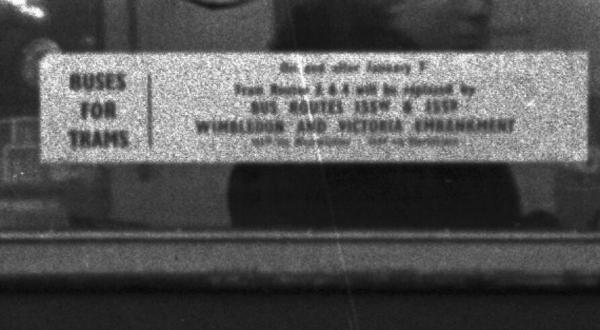 BUSES
FOR
TRAMS
On and after January 7
Tram Routes 2 & 4 will be replaced by
BUS ROUTES 155W & 155
WIMBLEDON AND VICTORIA EMBANKMENT